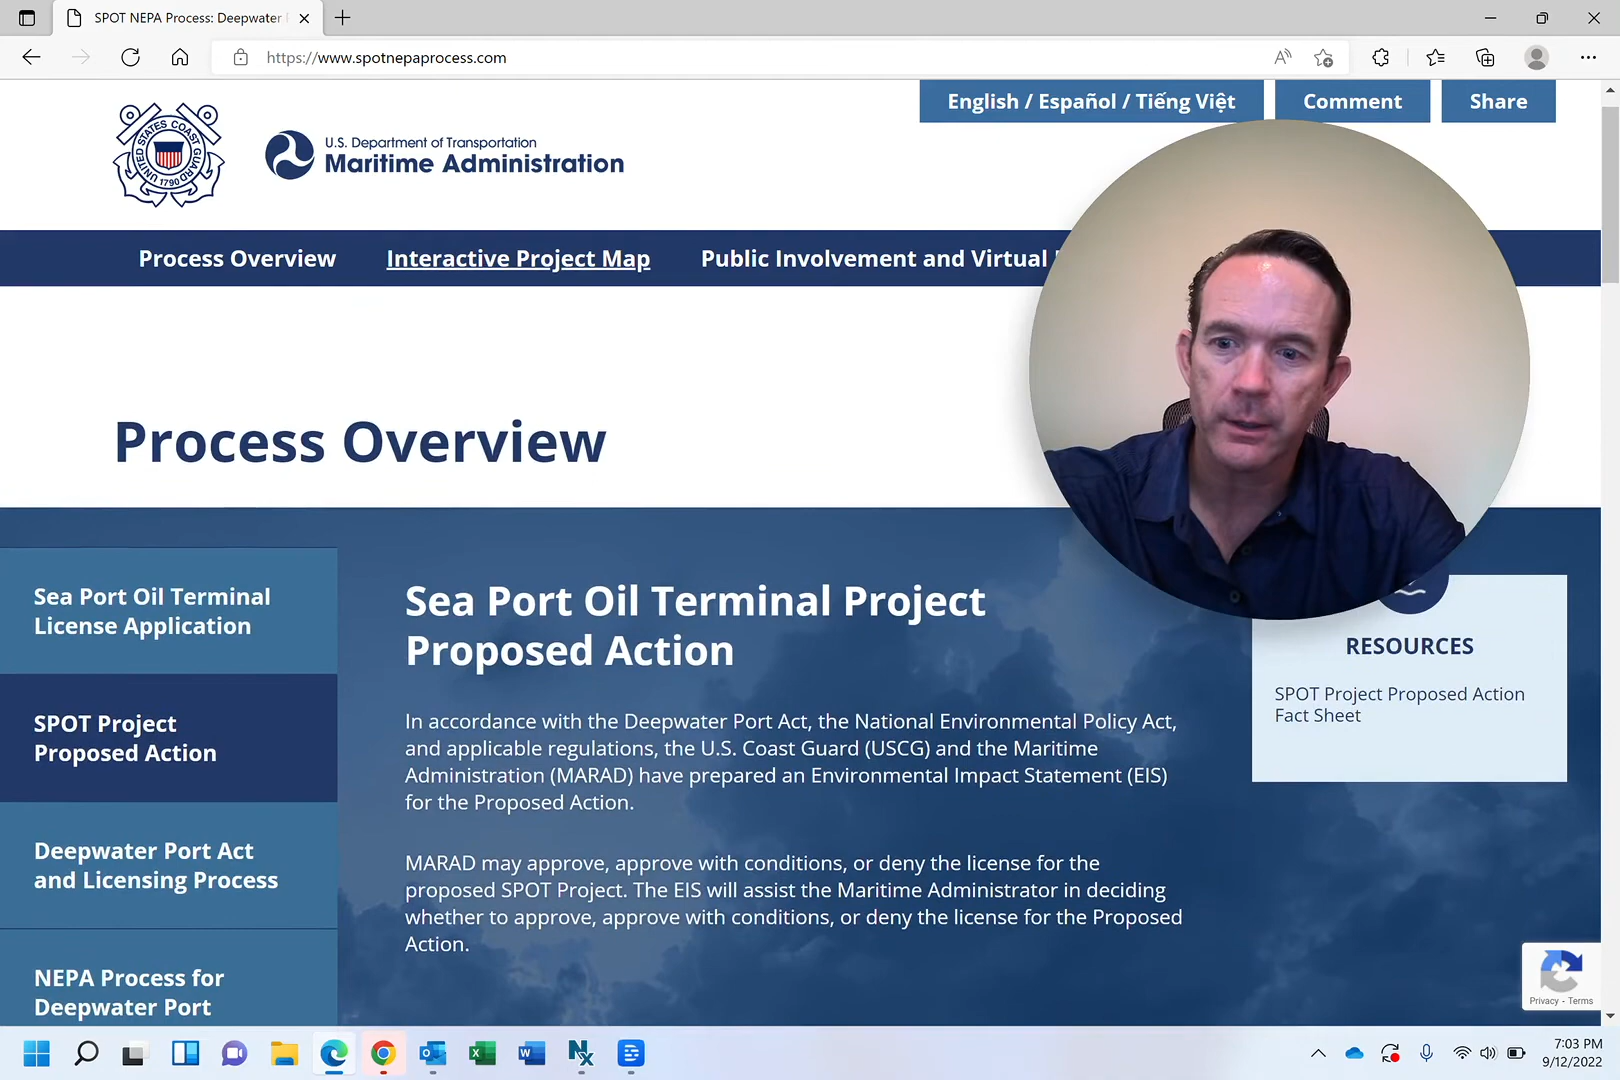 SPOT NEPA Process: Deepwater
https://www.spotnepaprocess.com
English / Español / Tiếng Việt
Comment
Share
UNITED STATES COAST GUARD
1790
U.S. Department of Transportation
Maritime Administration
Process Overview
Interactive Project Map
Public Involvement and Virtual
Process Overview
Sea Port Oil Terminal
License Application
SPOT Project
Proposed Action
Deepwater Port Act
and Licensing Process
NEPA Process for
Deepwater Port
Sea Port Oil Terminal Project
Proposed Action
In accordance with the Deepwater Port Act, the National Environmental Policy Act,
and applicable regulations, the U.S. Coast Guard (USCG) and the Maritime
Administration (MARAD) have prepared an Environmental Impact Statement (EIS)
for the Proposed Action.
MARAD may approve, approve with conditions, or deny the license for the
proposed SPOT Project. The EIS will assist the Maritime Administrator in deciding
whether to approve, approve with conditions, or deny the license for the Proposed
Action.
RESOURCES
SPOT Project Proposed Action
Fact Sheet
Privacy - Terms
7:03 PM
9/12/2022